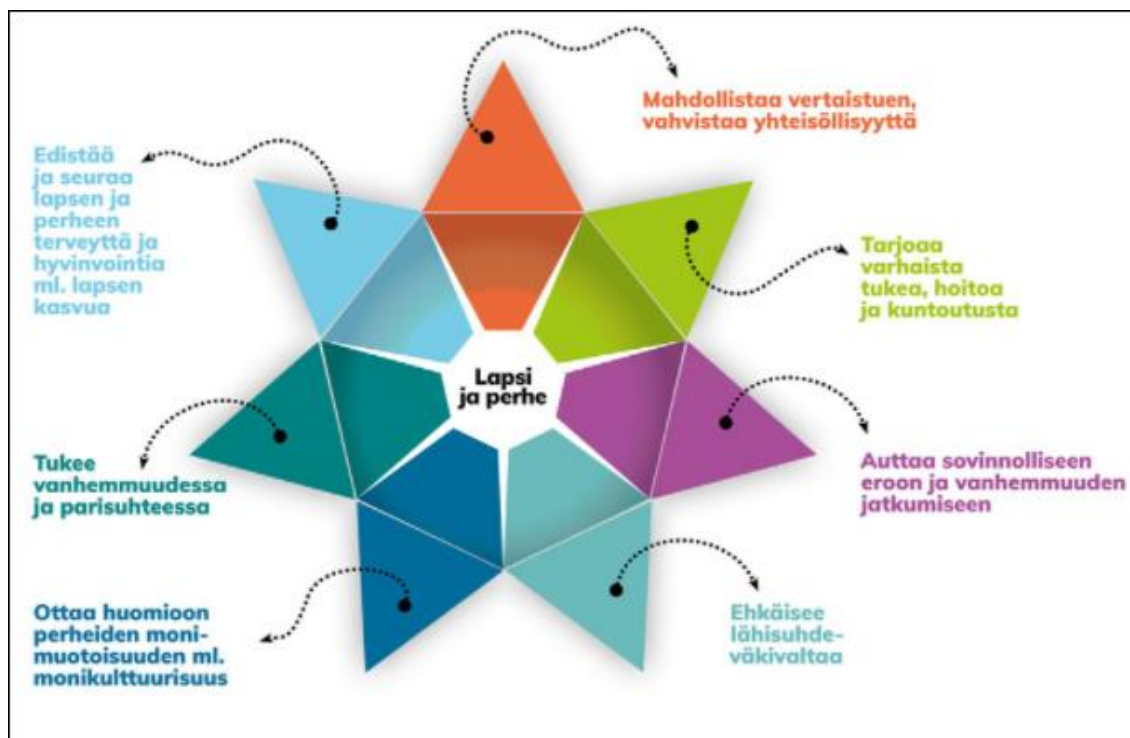 Mahdollistaa vertaistuen,
vahvistaa yhteisöllisyyttä
Edistää
ja seuraa
lapsen ja
perheen
terveyttä ja
hyvinvointia
ml. lapsen
kasvua
Tarjoaa
varhaista
tukea, hoitoa
ja kuntoutusta
Lapsi
ja perhe
Tukee
vanhemmuudessa
ja parisuhteessa
Auttaa sovinnolliseen
eroon ja vanhemmuuden
jatkumiseen
Ottaa huomioon
perheiden moni-
muotoisuuden ml.
monikulttuurisuus
Ehkäisee
lähisuhde-
väkivaltaa